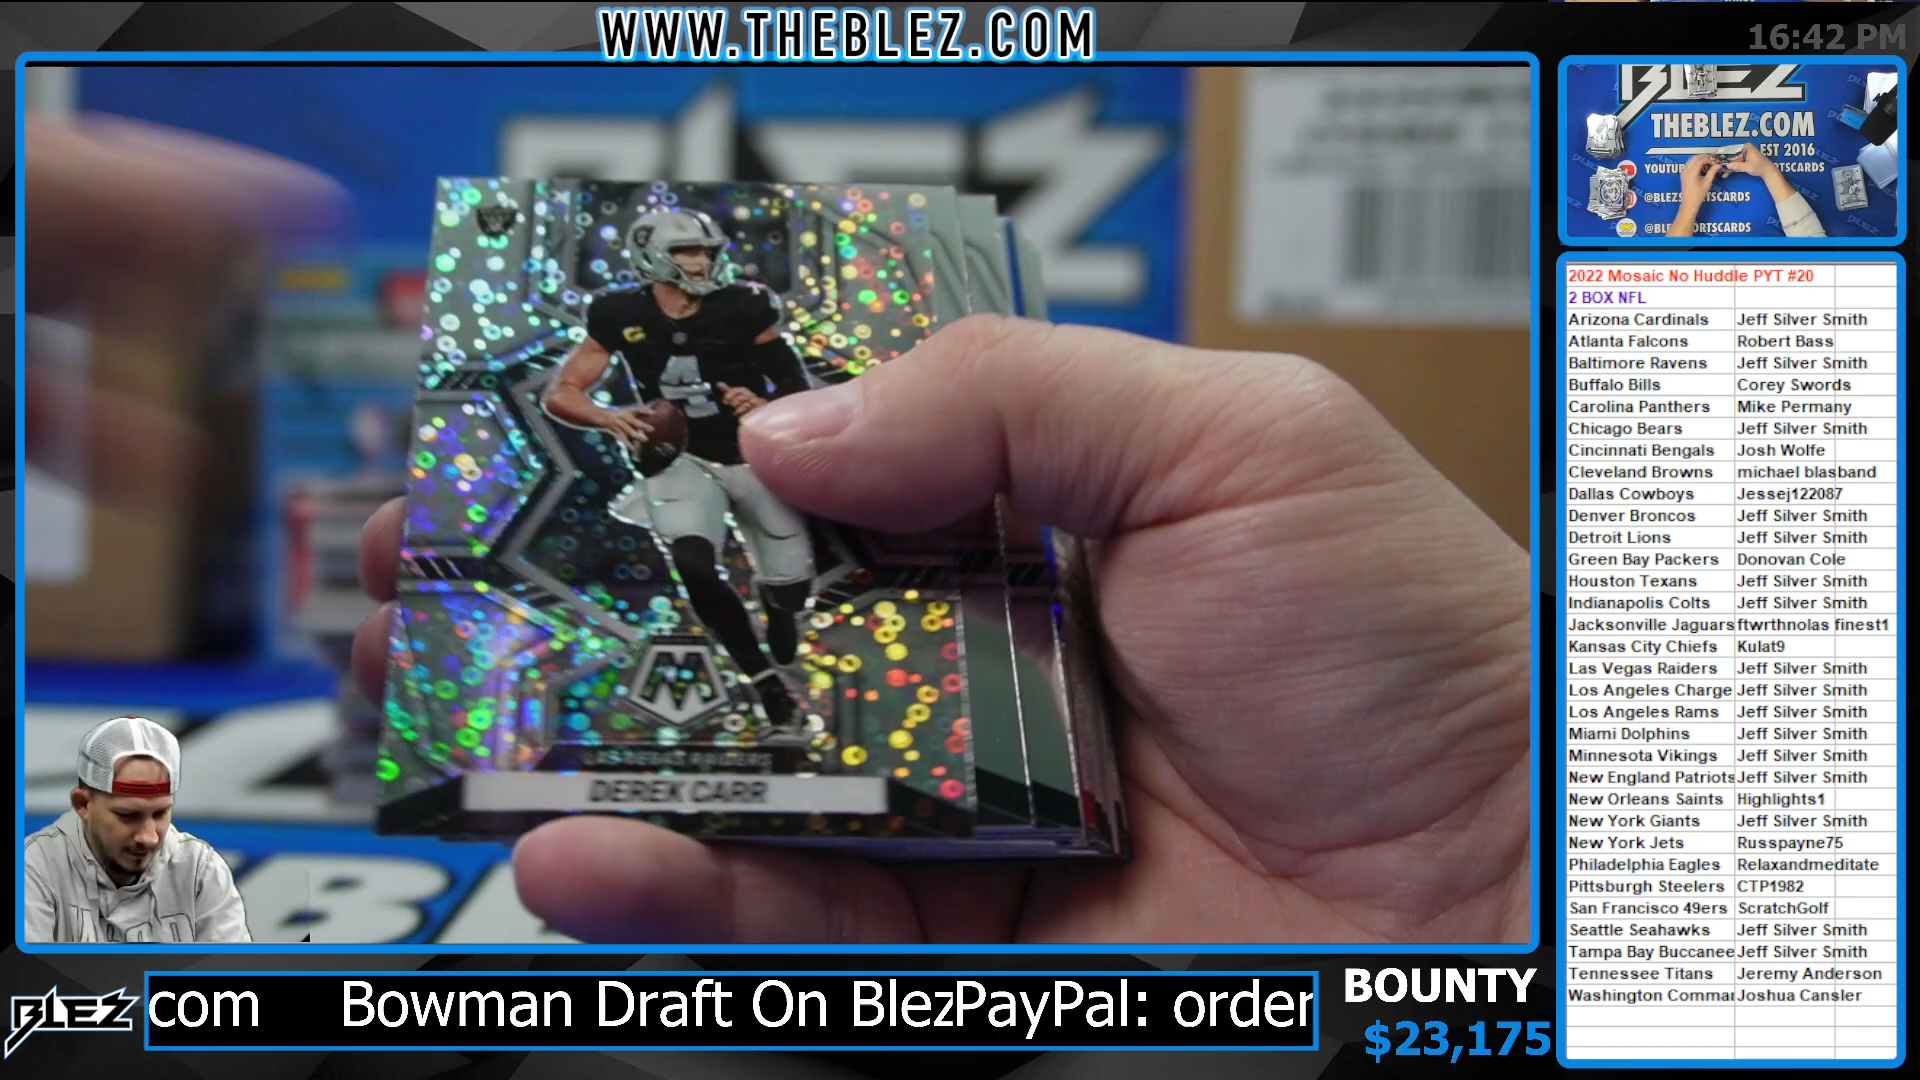 WWW.THEBLEZ.COM
16:42 PM
BLEZ
THEBLEZ.COM
EST 2016
@BLEZ
4
LAS VEGAS RAIDERS
DEREK CARR
2022 Mosaic No Huddle PYT #20
2 BOX NFL
Arizona Cardinals Jeff Silver Smith
Atlanta Falcons Robert Bass
Baltimore Ravens Jeff Silver Smith
Buffalo Bills Corey Swords
Carolina Panthers Mike Permany
Chicago Bears Jeff Silver Smith
Cincinnati Bengals Josh Wolfe
Cleveland Browns michael blasband
Dallas Cowboys Jessej122087
Denver Broncos Jeff Silver Smith
Detroit Lions Jeff Silver Smith
Green Bay Packers Donovan Cole
Houston Texans Jeff Silver Smith
Indianapolis Colts Jeff Silver Smith
Jacksonville Jaguars ftwrthnolas finest1
Kansas City Chiefs Kulat9
Las Vegas Raiders Jeff Silver Smith
Los Angeles Charge Jeff Silver Smith
Los Angeles Rams Jeff Silver Smith
Miami Dolphins Jeff Silver Smith
Minnesota Vikings Jeff Silver Smith
New England Patriots Jeff Silver Smith
New Orleans Saints Highlights1
New York Giants Jeff Silver Smith
New York Jets Russpayne75
Philadelphia Eagles Relaxandmeditate
Pittsburgh Steelers CTP1982
San Francisco 49ers ScratchGolf
Seattle Seahawks Jeff Silver Smith
Tampa Bay Buccanee Jeff Silver Smith
Tennessee Titans Jeremy Anderson
Washington Comma Joshua Cansler
BLEZ
com Bowman Draft On BlezPayPal: order
BOUNTY
$23,175